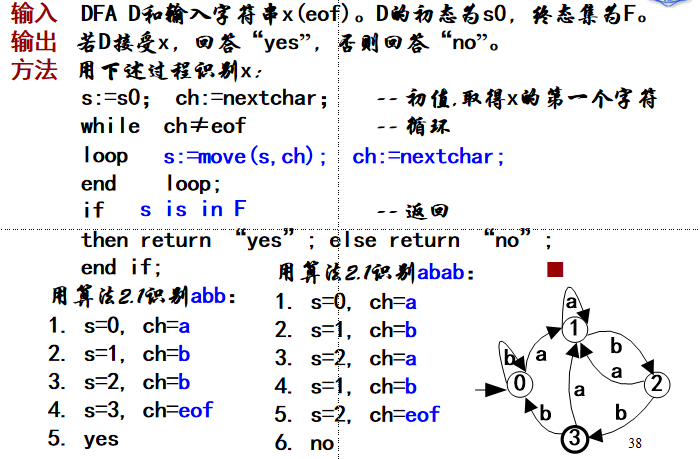 输入 DFA D和输入字符串x(eof)。D的初态为s0, 终态集为F。
输出 若D接受x, 回答“yes”, 否则回答“no”。
方法 用下述过程识别x:
s:=s0; ch:=nextchar; -- 初值,取得x的第一个字符
while ch≠eof -- 循环
loop s:=move(s,ch); ch:=nextchar;
end loop;
if s is in F -- 返回
then return “yes”; else return “no”;
end if;
用算法2.1识别abb:
1. s=0, ch=a
2. s=1, ch=b
3. s=2, ch=b
4. s=3, ch=eof
5. yes
用算法2.1识别abab:
1. s=0, ch=a
2. s=1, ch=b
3. s=2, ch=a
4. s=1, ch=b
5. s=2, ch=eof
6. no
a
1
b
b
a
a
0
2
a
b
b
3
38